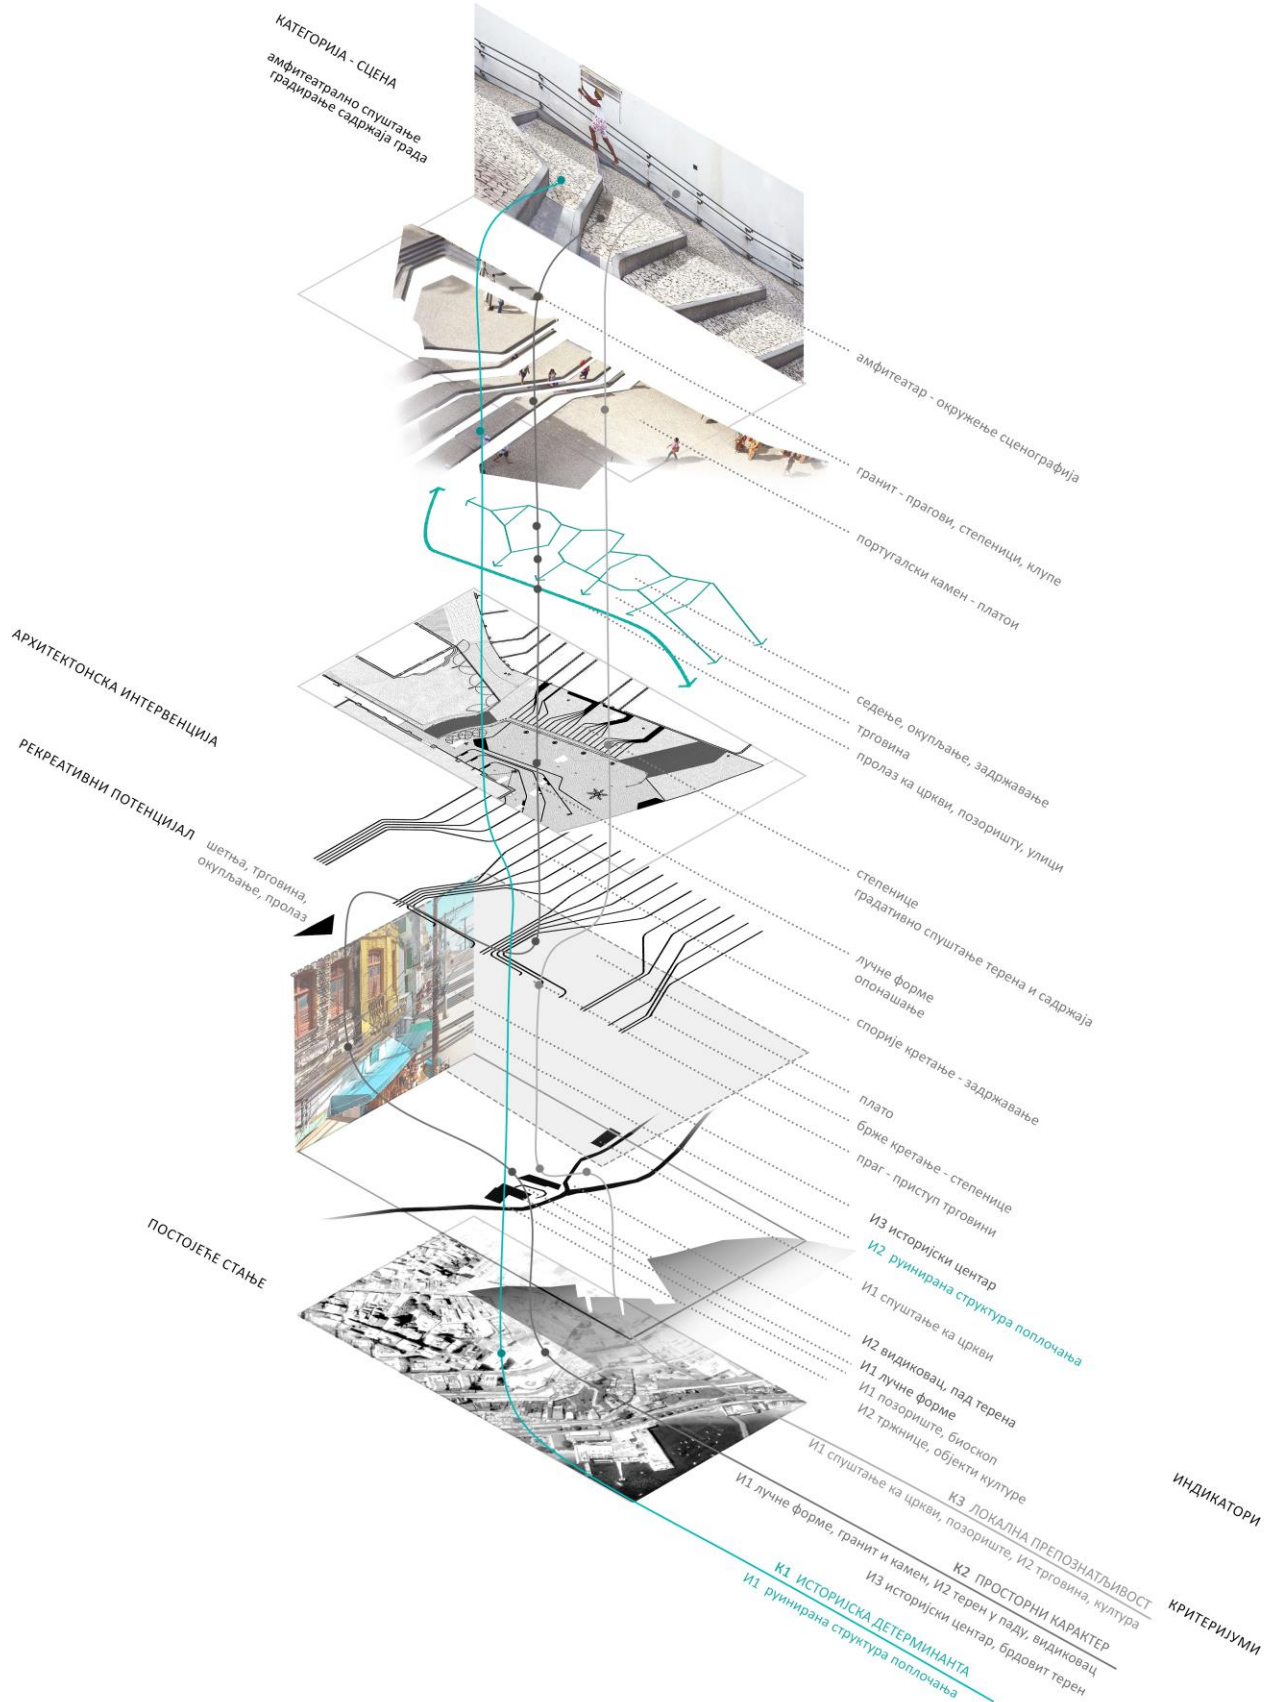 КАТЕГОРИЈА - СЦЕНА
амфитеатрално спуштање
градирање садржаја града
амфитеатар - окружење сценографија
гранит - прагови, степеници, клупе
португалски камен - платои
седење, окупљање, задржавање
трговина
пролаз ка цркви, позоришту, улици
АРХИТЕКТОНСКА ИНТЕРВЕНЦИЈА
РЕКРЕАТИВНИ ПОТЕНЦИЈАЛ
шетња, трговина,
окупљање, пролаз
степенице
градативно спуштање терена и садржаја
лучне форме
опонашање
спорије кретање - задржавање
плато
брже кретање - степенице
праг - приступ трговини
ПОСТОЈЕЋЕ СТАЊЕ
И3 историјски центар
И2 руинирана структура поплочања
И1 спуштање ка цркви
И2 видиковац, пад терена
И1 лучне форме
И1 позориште, биоскоп
И2 тржнице, објекти културе
ИНДИКАТОРИ
К3 ЛОКАЛНА ПРЕПОЗНАТЉИВОСТ
И1 спуштање ка цркви, позориште, И2 трговина, култура
К2 ПРОСТОРНИ КАРАКТЕР
И1 лучне форме, гранит и камен, И2 терен у паду, видиковац
И3 историјски центар, брдовит терен
К1 ИСТОРИЈСКА ДЕТЕРМИНАНТА
И1 руинирана структура поплочања
КРИТЕРИЈУМИ